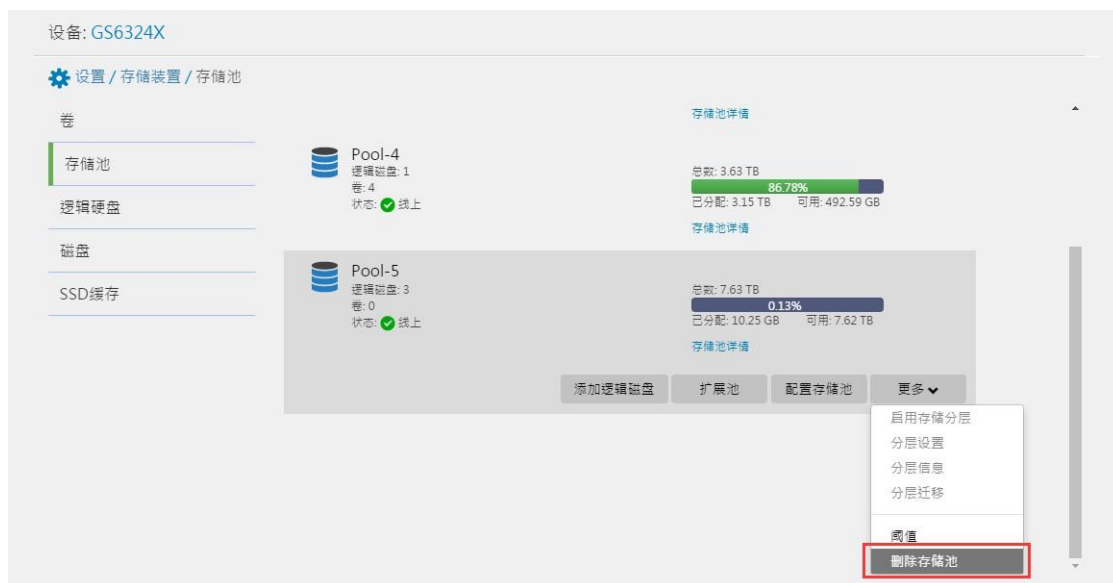 设备: GS6324X
设置 / 存储装置 / 存储池
卷
存储池
逻辑硬盘
磁盘
SSD缓存
存储池详情
Pool-4
逻辑磁盘: 1
卷: 4
状态: 线上
总数: 3.63 TB
86.78%
已分配: 3.15 TB 可用: 492.59 GB
存储池详情
Pool-5
逻辑磁盘: 3
卷: 0
状态: 线上
总数: 7.63 TB
0.13%
已分配: 10.25 GB 可用: 7.62 TB
存储池详情
添加逻辑磁盘 扩展池 配置存储池 更多
启用存储分层
分层设置
分层信息
分层迁移
阈值
删除存储池